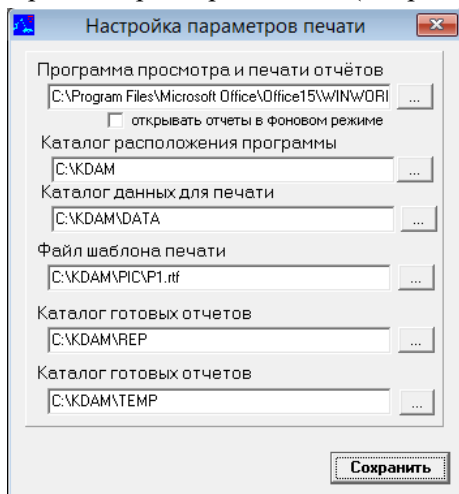 Настройка параметров печати
Программа просмотра и печати отчётов
C:\Program Files\Microsoft Office\Office15\WINWORI
...
открывать отчеты в фоновом режиме
Каталог расположения программы
C:\KDAM
...
Каталог данных для печати
C:\KDAM\DATA
...
Файл шаблона печати
C:\KDAM\PIC\P1.rtf
...
Каталог готовых отчетов
C:\KDAM\REP
...
Каталог готовых отчетов
C:\KDAM\TEMP
...
Сохранить